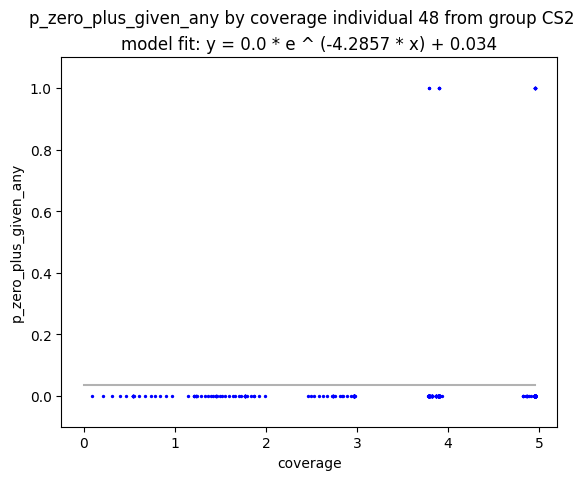 p_zero_plus_given_any by coverage individual 48 from group CS2
model fit: y = 0.0 * e ^ (-4.2857 * x) + 0.034
1.0
0.8
0.6
0.4
0.2
0.0
p_zero_plus_given_any
0 1 2 3 4 5
coverage